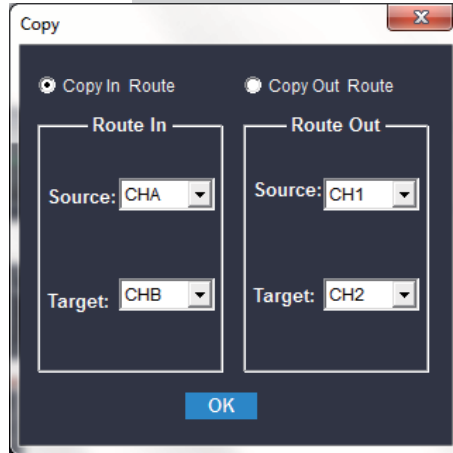 Copy
Copy In Route
Copy Out Route
Route In
Route Out
Source: CHA
Source: CH1
Target: CHB
Target: CH2
OK